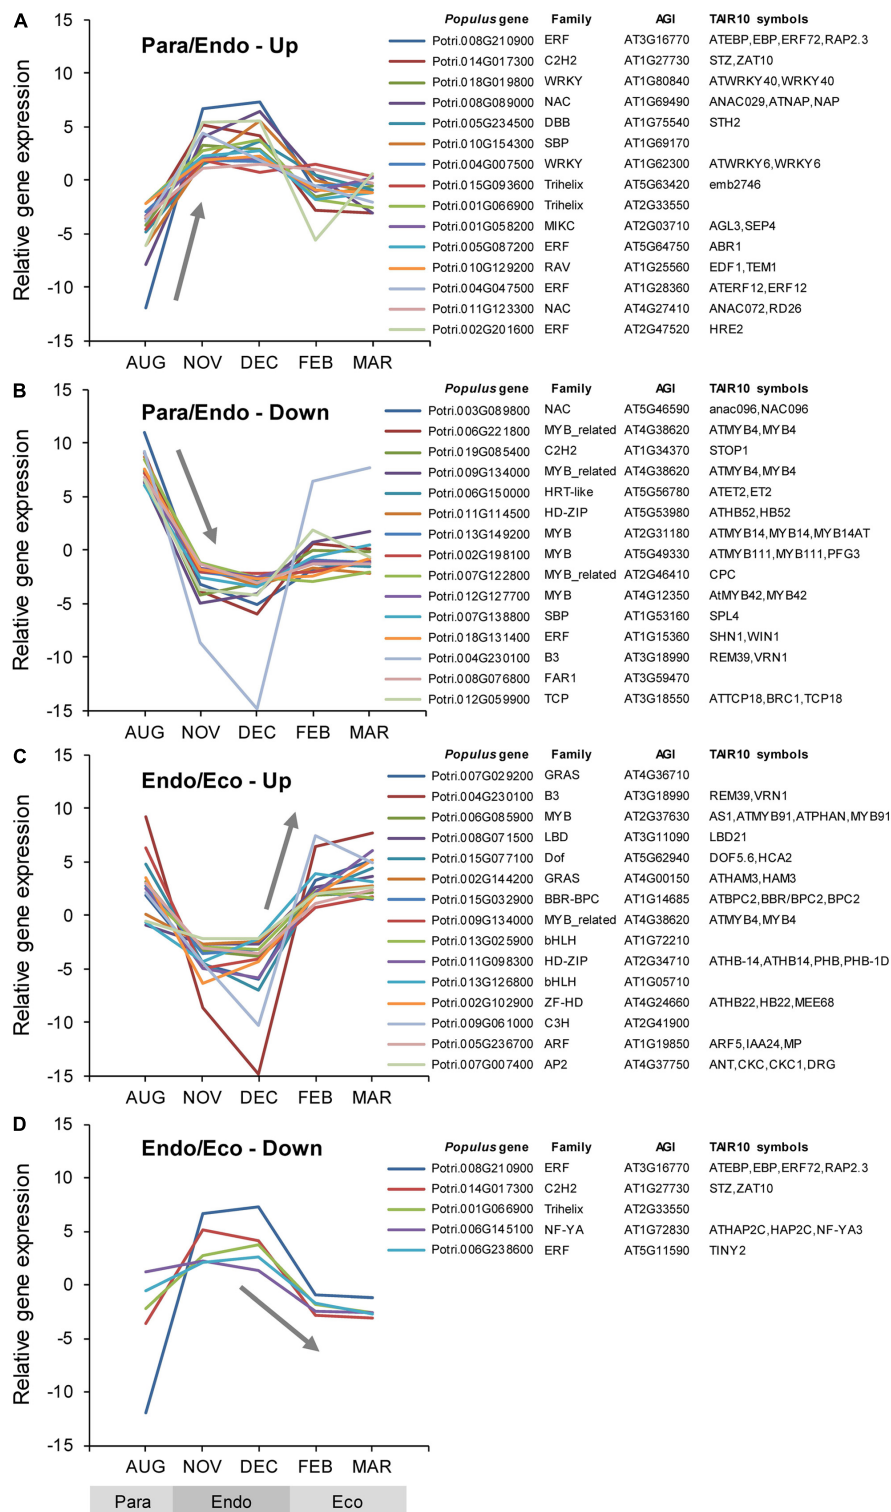 A
Para/Endo - Up
Relative gene expression
15
10
5
0
-5
-10
-15
AUG NOV DEC FEB MAR
Populus gene Family AGI TAIR10 symbols
Potri.008G210900 ERF AT3G16770 ATEBP,EBP,ERF72,RAP2.3
Potri.014G017300 C2H2 AT1G27730 STZ,ZAT10
Potri.018G019800 WRKY AT1G80840 ATWRKY40,WRKY40
Potri.008G089000 NAC AT1G69490 ANAC029,ATNAP,NAP
Potri.005G234500 DBB AT1G75540 STH2
Potri.010G154300 SBP AT1G69170
Potri.004G007500 WRKY AT1G62300 ATWRKY6,WRKY6
Potri.015G093600 Trihelix AT5G63420 emb2746
Potri.001G066900 Trihelix AT2G33550
Potri.001G058200 MIKC AT2G03710 AGL3,SEP4
Potri.005G087200 ERF AT5G64750 ABR1
Potri.010G129200 RAV AT1G25560 EDF1,TEM1
Potri.004G047500 ERF AT1G28360 ATERF12,ERF12
Potri.011G123300 NAC AT4G27410 ANAC072,RD26
Potri.002G201600 ERF AT2G47520 HRE2
B
Para/Endo - Down
Relative gene expression
15
10
5
0
-5
-10
-15
AUG NOV DEC FEB MAR
Populus gene Family AGI TAIR10 symbols
Potri.003G089800 NAC AT5G46590 anac096,NAC096
Potri.006G221800 MYB_related AT4G38620 ATMYB4,MYB4
Potri.019G085400 C2H2 AT1G34370 STOP1
Potri.009G134000 MYB_related AT4G38620 ATMYB4,MYB4
Potri.006G150000 HRT-like AT5G56780 ATET2,ET2
Potri.011G114500 HD-ZIP AT5G53980 ATHB52,HB52
Potri.013G149200 MYB AT2G31180 ATMYB14,MYB14,MYB14AT
Potri.002G198100 MYB AT5G49330 ATMYB111,MYB111,PFG3
Potri.007G122800 MYB_related AT2G46410 CPC
Potri.012G127700 MYB AT4G12350 AtMYB42,MYB42
Potri.007G138800 SBP AT1G53160 SPL4
Potri.018G131400 ERF AT1G15360 SHN1,WIN1
Potri.004G230100 B3 AT3G18990 REM39,VRN1
Potri.008G076800 FAR1 AT3G59470
Potri.012G059900 TCP AT3G18550 ATTCP18,BRC1,TCP18
C
Endo/Eco - Up
Relative gene expression
15
10
5
0
-5
-10
-15
AUG NOV DEC FEB MAR
Populus gene Family AGI TAIR10 symbols
Potri.007G029200 GRAS AT4G36710
Potri.004G230100 B3 AT3G18990 REM39,VRN1
Potri.006G085900 MYB AT2G37630 AS1,ATMYB91,ATPHAN,MYB91
Potri.008G071500 LBD AT3G11090 LBD21
Potri.015G077100 Dof AT5G62940 DOF5.6,HCA2
Potri.002G144200 GRAS AT4G00150 ATHAM3,HAM3
Potri.015G032900 BBR-BPC AT1G14685 ATBPC2,BBR/BPC2,BPC2
Potri.009G134000 MYB_related AT4G38620 ATMYB4,MYB4
Potri.013G025900 bHLH AT1G72210
Potri.011G098300 HD-ZIP AT2G34710 ATHB-14,ATHB14,PHB,PHB-1D
Potri.013G126800 bHLH AT1G05710
Potri.002G102900 ZF-HD AT4G24660 ATHB22,HB22,MEE68
Potri.009G061000 C3H AT2G41900
Potri.005G236700 ARF AT1G19850 ARF5,IAA24,MP
Potri.007G007400 AP2 AT4G37750 ANT,CKC,CKC1,DRG
D
Endo/Eco - Down
Relative gene expression
15
10
5
0
-5
-10
-15
AUG NOV DEC FEB MAR
Para Endo Eco
Populus gene Family AGI TAIR10 symbols
Potri.008G210900 ERF AT3G16770 ATEBP,EBP,ERF72,RAP2.3
Potri.014G017300 C2H2 AT1G27730 STZ,ZAT10
Potri.001G066900 Trihelix AT2G33550
Potri.006G145100 NF-YA AT1G72830 ATHAP2C,HAP2C,NF-YA3
Potri.006G238600 ERF AT5G11590 TINY2